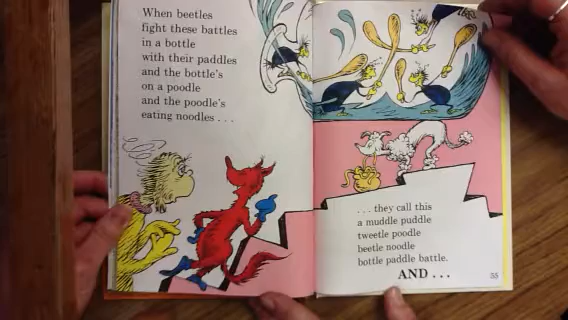 When beetles
fight these battles
in a bottle
with their paddles
and the bottle's
on a poodle
and the poodle's
eating noodles . . .
. . . they call this
a muddle puddle
tweetle poodle
beetle noodle
bottle paddle battle.
AND . . .
55